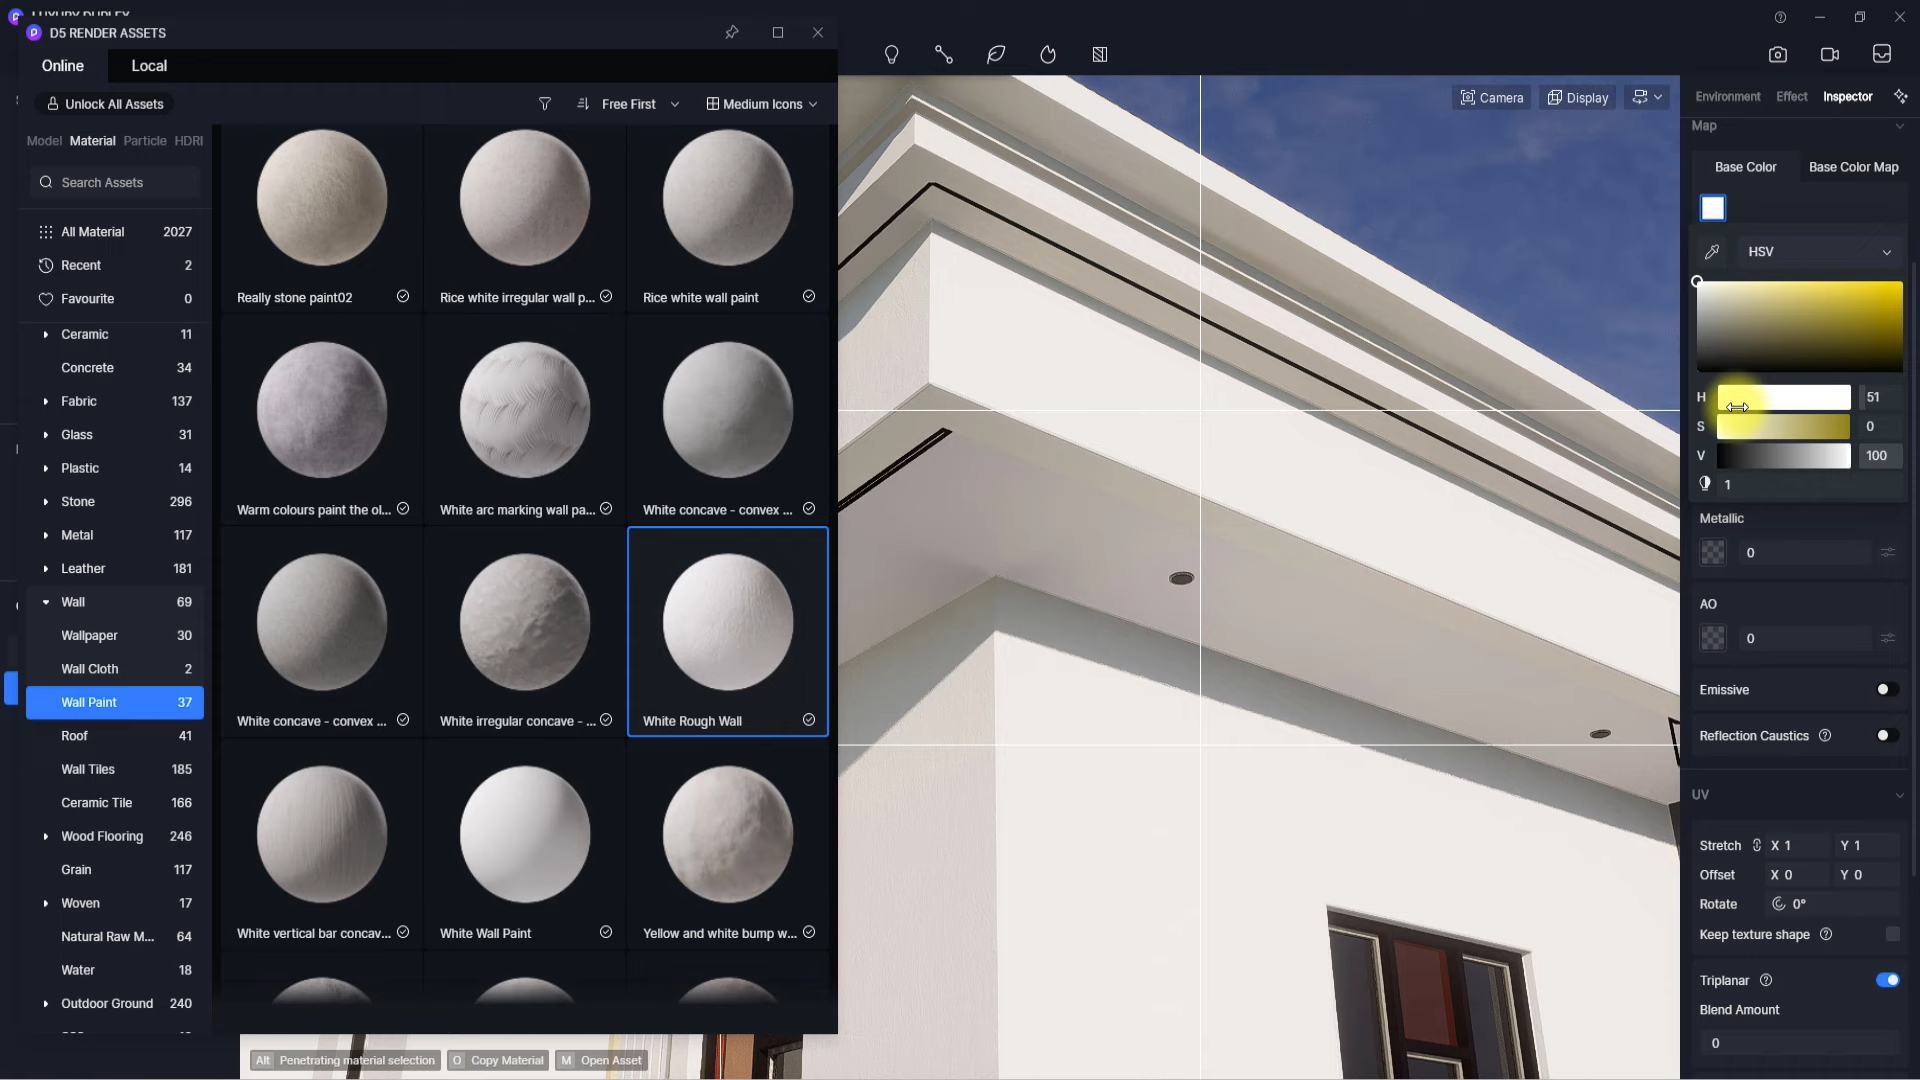 D5 RENDER ASSETS
Online
Local
Unlock All Assets
Free First
Medium Icons
Model Material Particle HDRI
Search Assets
All Material 2027
Recent 2
Favourite 0
Ceramic 11
Concrete 34
Fabric 137
Glass 31
Plastic 14
Stone 296
Metal 117
Leather 181
Wall 69
Wallpaper 30
Wall Cloth 2
Wall Paint 37
Roof 41
Wall Tiles 185
Ceramic Tile 166
Wood Flooring 246
Grain 117
Woven 17
Natural Raw M... 64
Water 18
Outdoor Ground 240
Really stone paint02
Rice white irregular wall p...
Rice white wall paint
Warm colours paint the ol...
White arc marking wall pa...
White concave - convex ...
White concave - convex ...
White irregular concave - ...
White Rough Wall
White vertical bar concav...
White Wall Paint
Yellow and white bump w...
Alt Penetrating material selection O Copy Material M Open Asset
Camera
Display
Environment Effect Inspector
Map
Base Color
Base Color Map
HSV
H 51
S 0
V 100
1
Metallic
0
AO
0
Emissive
Reflection Caustics
UV
Stretch X 1 Y 1
Offset X 0 Y 0
Rotate 0°
Keep texture shape
Triplanar
Blend Amount
0